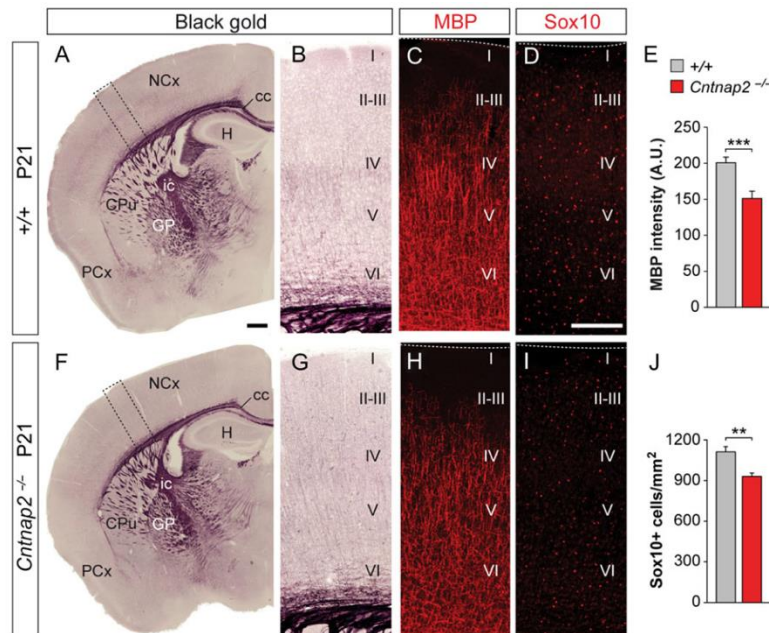 Black gold
MBP
Sox10
+/+ P21
A
NCx
cc
H
ic
CPu
GP
PCx
B
I
II-III
IV
V
VI
C
I
II-III
IV
V
VI
D
I
II-III
IV
V
VI
E
+/+
Cntnap2 −/−
MBP intensity (A.U.)
250
200
150
100
50
0
***
Cntnap2 −/− P21
F
NCx
cc
H
ic
CPu
GP
PCx
G
I
II-III
IV
V
VI
H
I
II-III
IV
V
VI
I
I
II-III
IV
V
VI
J
Sox10+ cells/mm²
1200
900
600
300
0
**